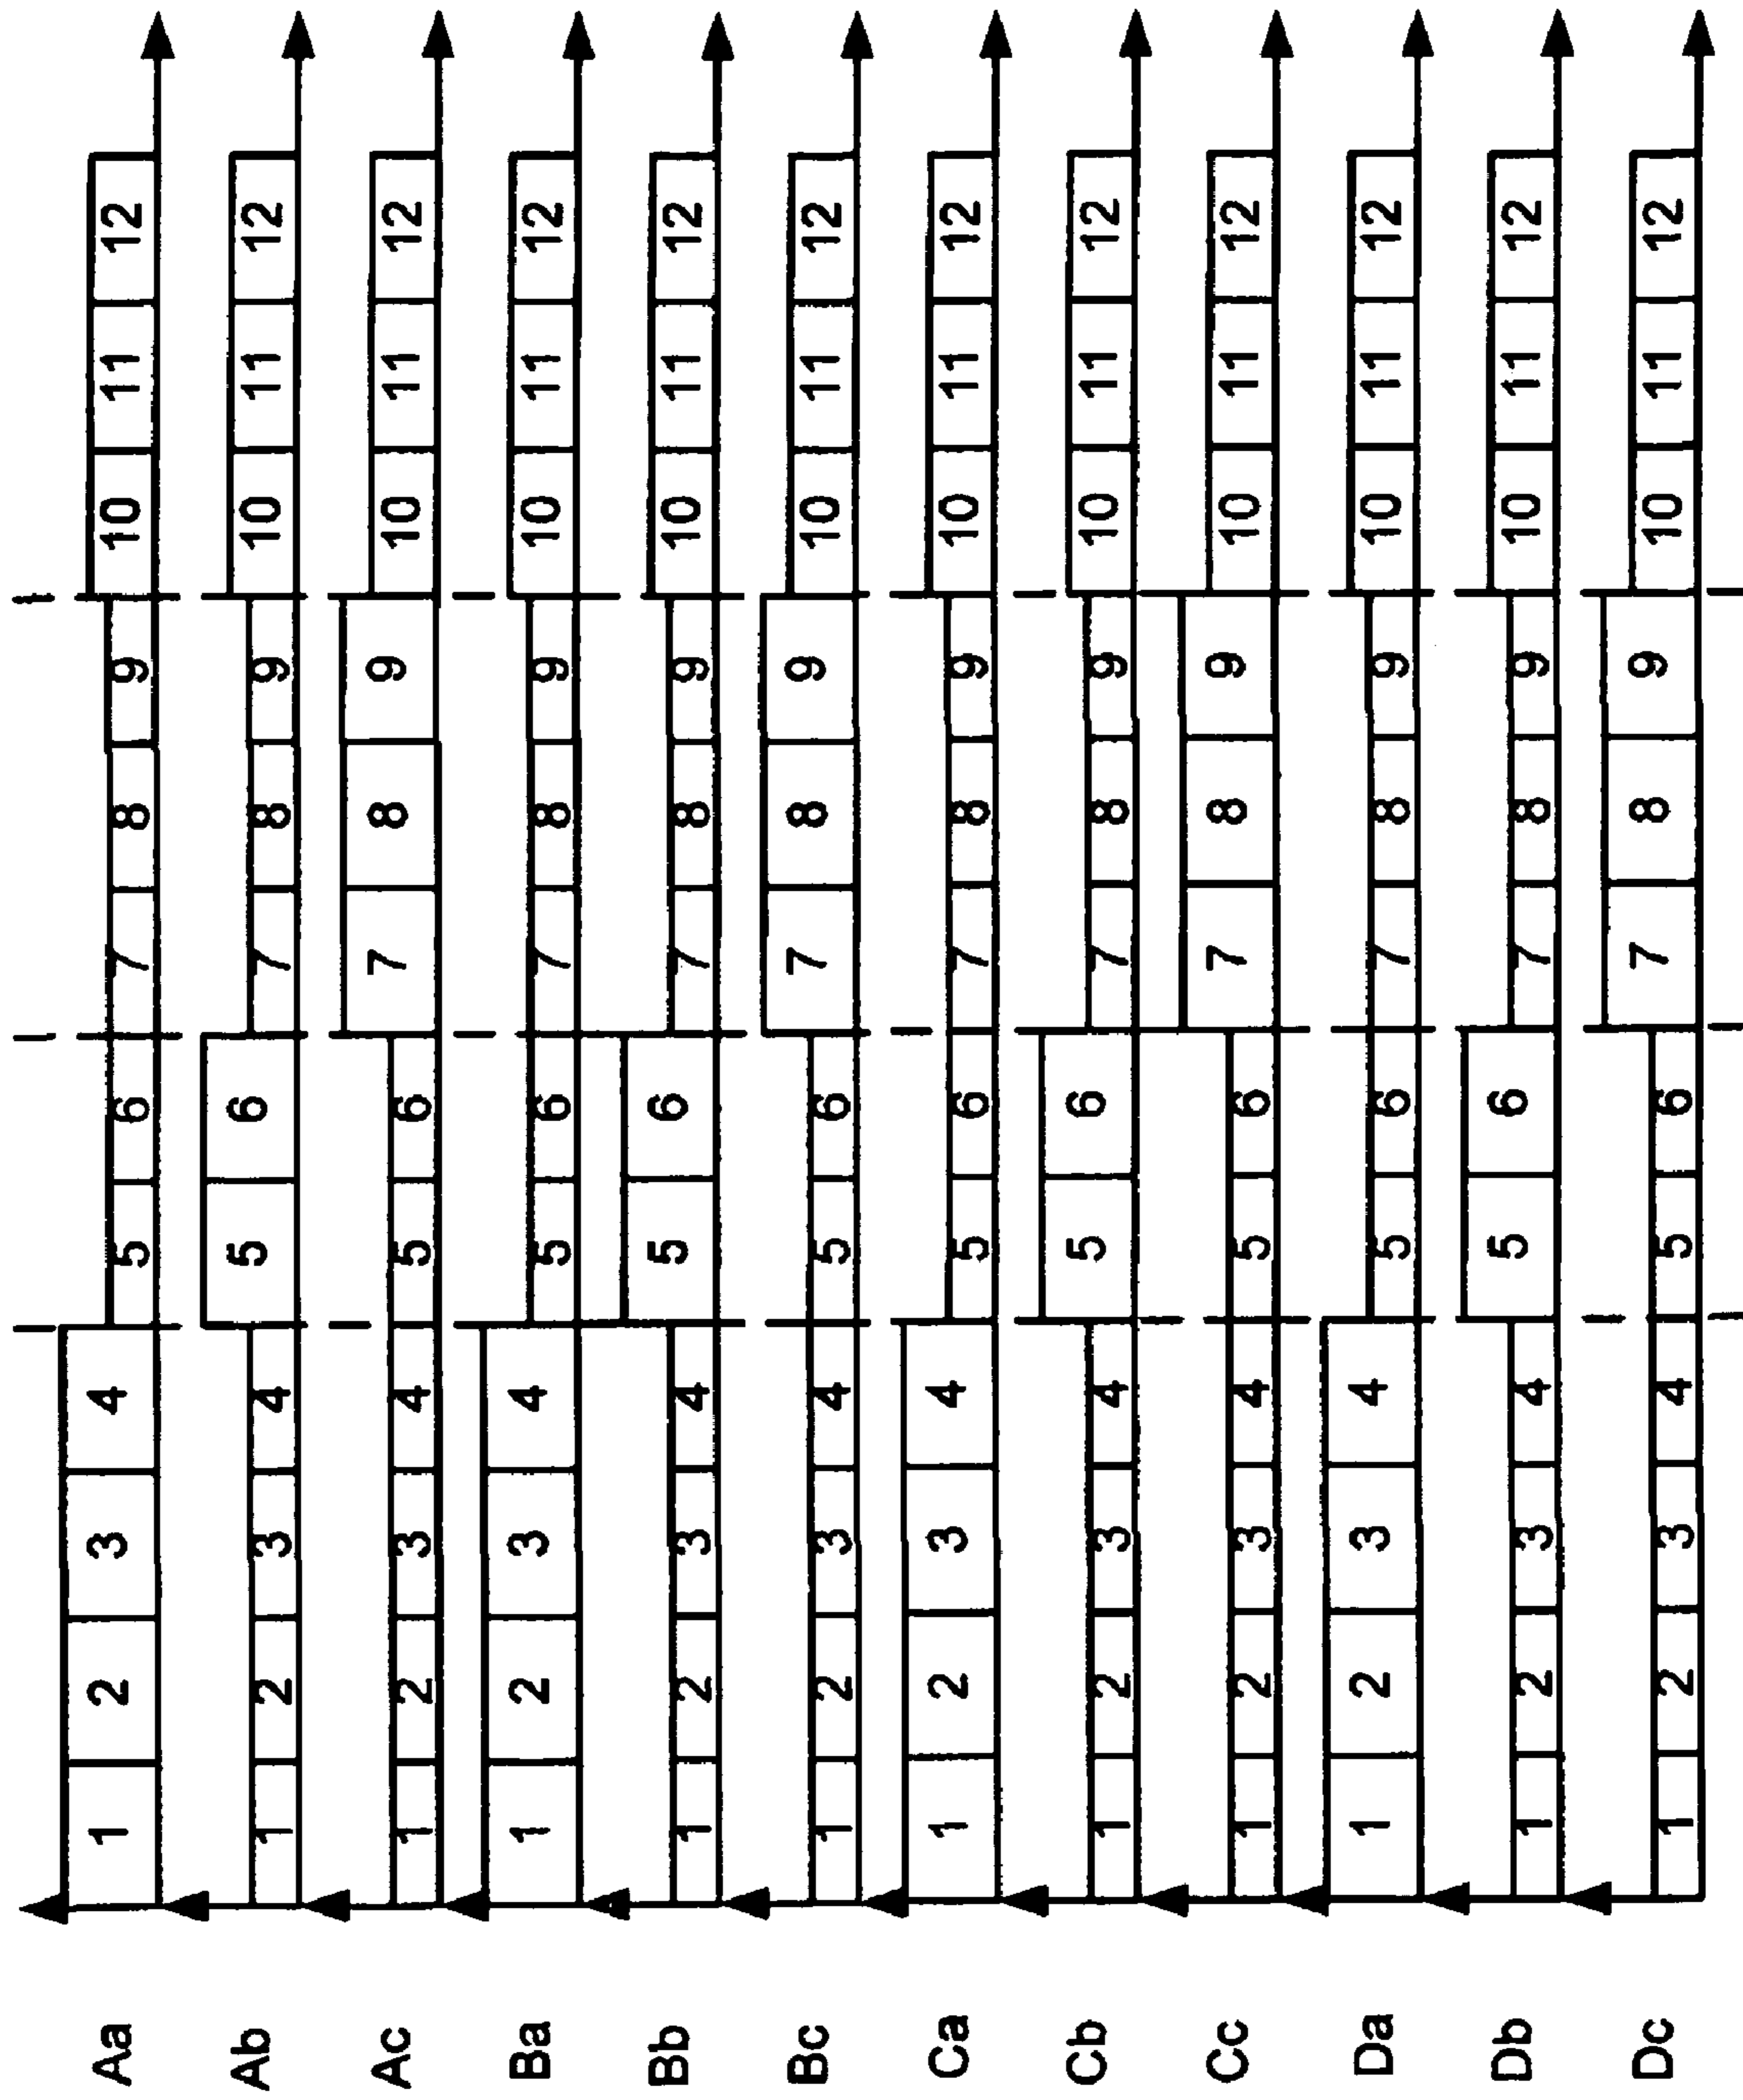 Aa 1 2 3 4 5 6 7 8 9 10 11 12
Ab 1 2 3 4 5 6 7 8 9 10 11 12
Ac 1 2 3 4 5 6 7 8 9 10 11 12
Ba 1 2 3 4 5 6 7 8 9 10 11 12
Bb 1 2 3 4 5 6 7 8 9 10 11 12
Bc 1 2 3 4 5 6 7 8 9 10 11 12
Ca 1 2 3 4 5 6 7 8 9 10 11 12
Cb 1 2 3 4 5 6 7 8 9 10 11 12
Cc 1 2 3 4 5 6 7 8 9 10 11 12
Da 1 2 3 4 5 6 7 8 9 10 11 12
Db 1 2 3 4 5 6 7 8 9 10 11 12
Dc 1 2 3 4 5 6 7 8 9 10 11 12